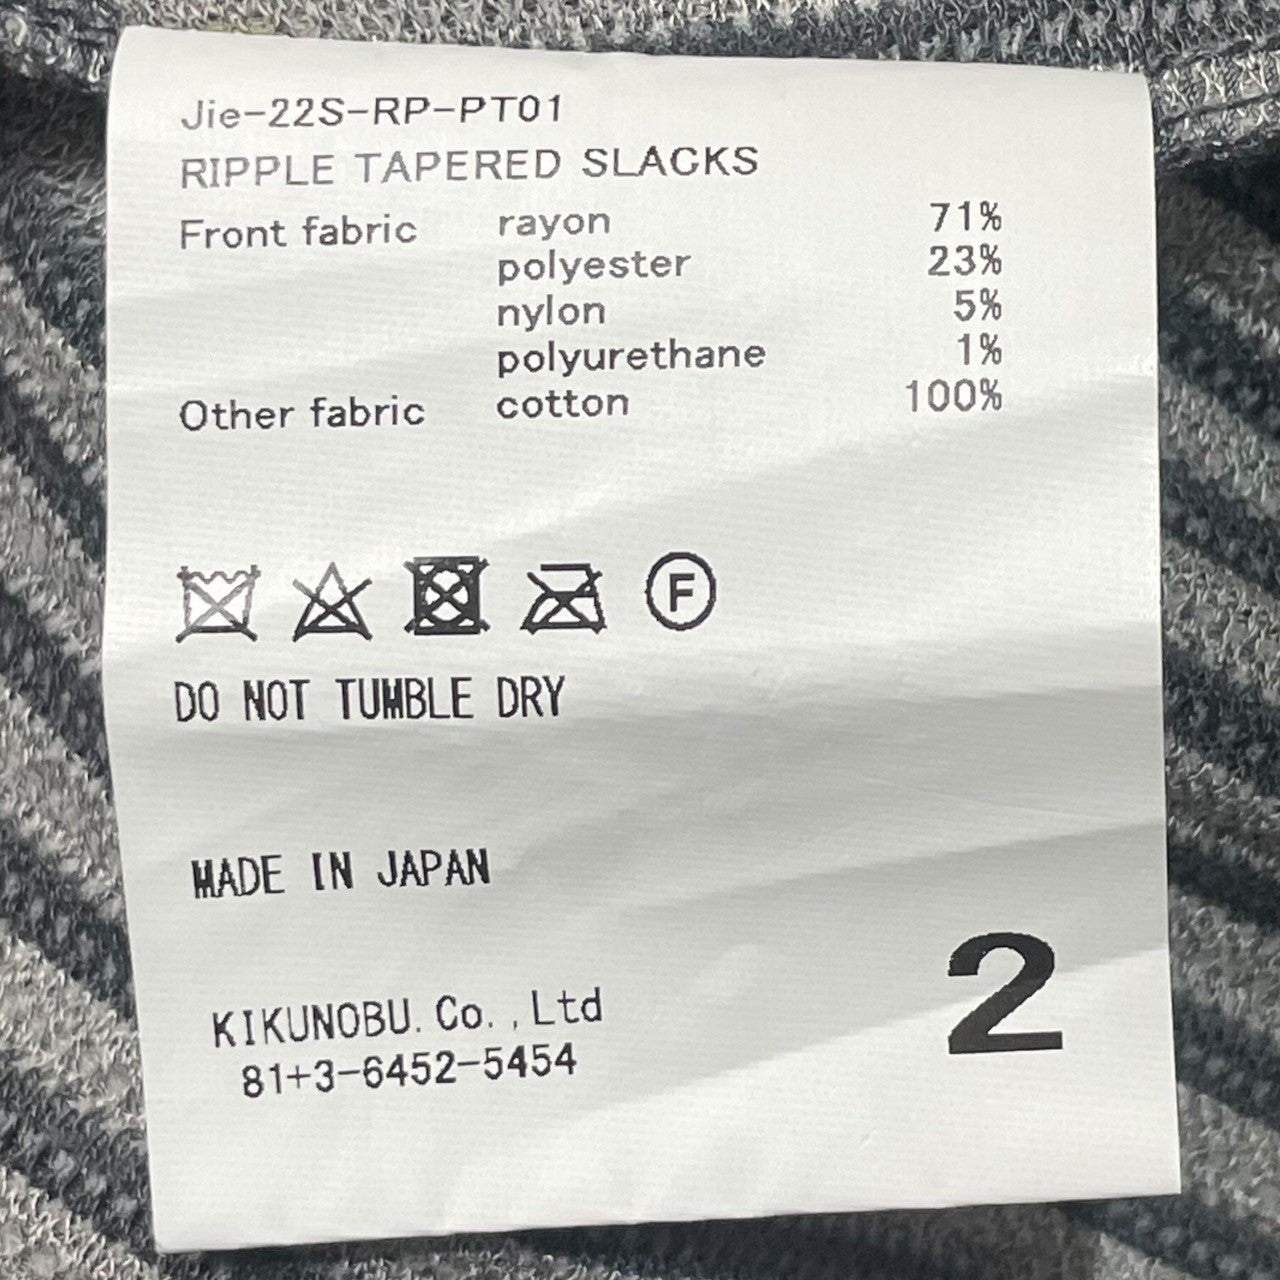 Jie-22S-RP-PT01
RIPPLE TAPERED SLACKS
Front fabric rayon 71%
polyester 23%
nylon 5%
polyurethane 1%
Other fabric cotton 100%
F
DO NOT TUMBLE DRY
MADE IN JAPAN
2
KIKUNOBU. Co. , Ltd
81+3-6452-5454